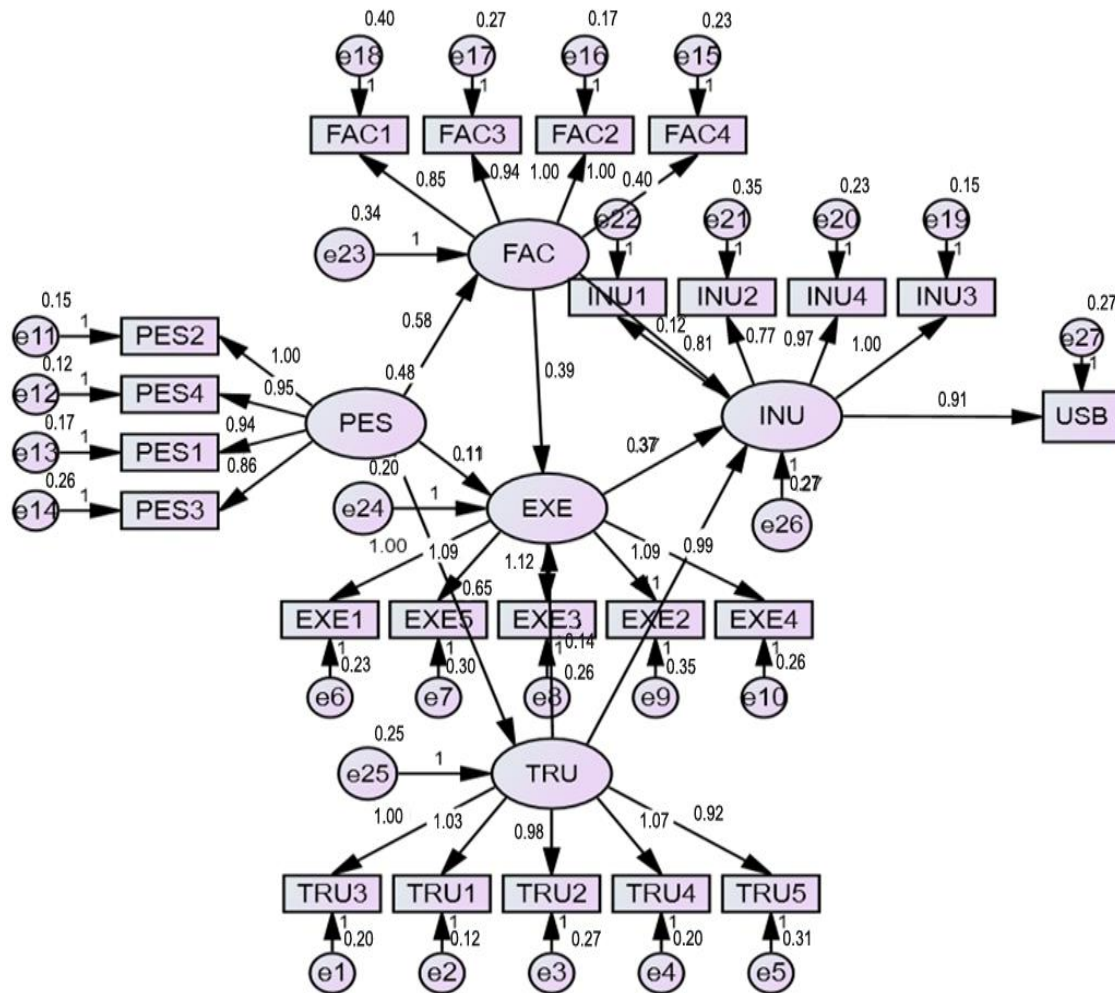 0.40 0.27 0.17 0.23
e18 e17 e16 e15
1 1 1 1
FAC1 FAC3 FAC2 FAC4
0.85 0.94 1.00 1.00 0.40
0.35 0.23 0.15
e22 e21 e20 e19
1 1 1 1
0.34
e23 1 FAC
INU1 INU2 INU4 INU3
0.27
e27
1
0.12
0.81 0.77 0.97 1.00
0.58
0.48
0.39
0.15
e11 1 PES2
1.00
0.12
e12 1 PES4
0.95
0.17
e13 1 PES1
0.94
0.26
e14 1 PES3
0.86
PES
INU
0.91
USB
0.20
0.11
0.37
1
0.27
e26
e24 1 EXE
1.00 1.09 0.65 1.12 0.99 1.09
EXE1 EXE5 EXE3 EXE2 EXE4
1 1 1 1 1
0.23 0.30 0.14 0.26 0.35 0.26
e6 e7 e8 e9 e10
0.25
e25 1 TRU
1.00 1.03 0.98 1.07 0.92
TRU3 TRU1 TRU2 TRU4 TRU5
1 1 1 1 1
0.20 0.12 0.27 0.20 0.31
e1 e2 e3 e4 e5